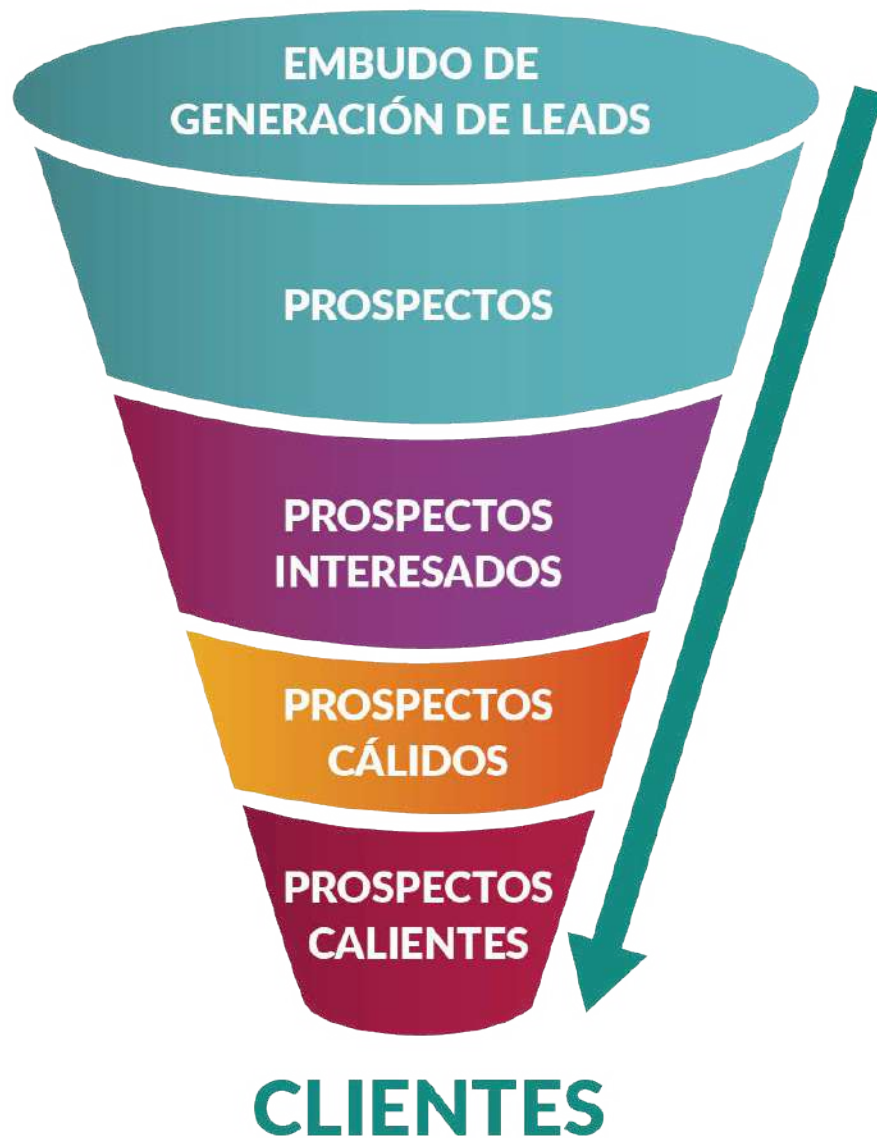 EMBUDO DE
GENERACIÓN DE LEADS
PROSPECTOS
PROSPECTOS
INTERESADOS
PROSPECTOS
CÁLIDOS
PROSPECTOS
CALIENTES
CLIENTES